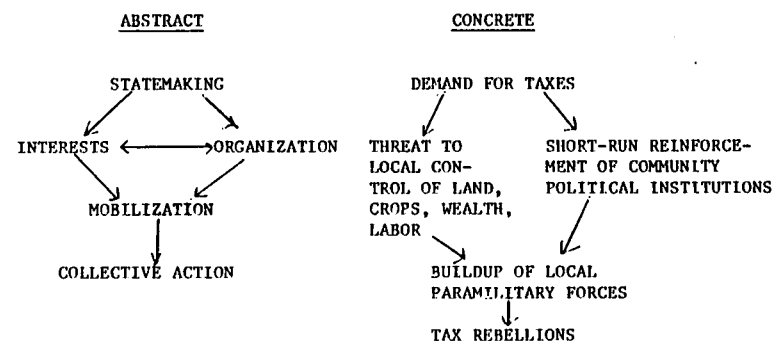 ABSTRACT
STATEMAKING
INTERESTS
ORGANIZATION
MOBILIZATION
COLLECTIVE ACTION
CONCRETE
DEMAND FOR TAXES
THREAT TO
LOCAL CON-
TROL OF LAND,
CROPS, WEALTH,
LABOR
SHORT-RUN REINFORCE-
MENT OF COMMUNITY
POLITICAL INSTITUTIONS
BUILDUP OF LOCAL
PARAMILITARY FORCES
TAX REBELLIONS